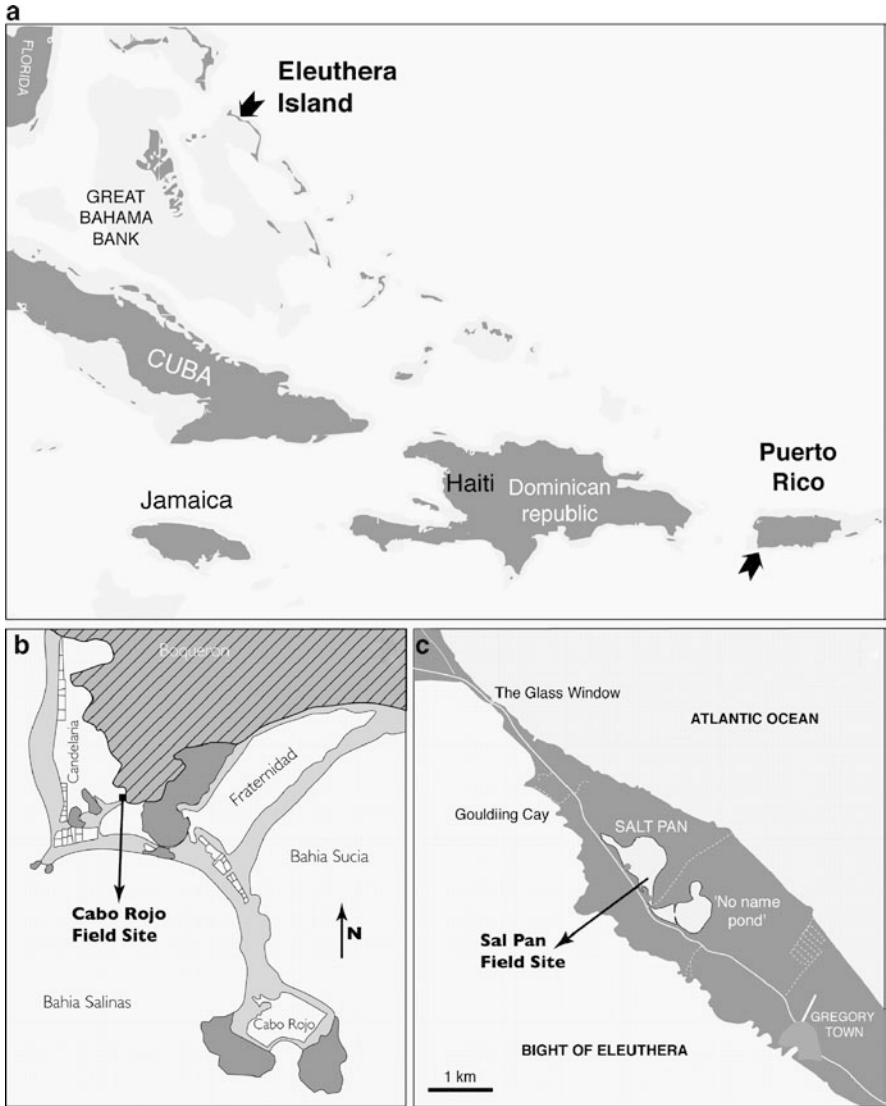 a
FLORIDA
Eleuthera
Island
GREAT
BAHAMA
BANK
CUBA
Jamaica
Haiti
Dominican
republic
Puerto
Rico
b
Boqueron
Candelaria
Fraternidad
Bahia Sucia
Cabo Rojo
Field Site
N
Bahia Salinas
Cabo Rojo
c
The Glass Window
ATLANTIC OCEAN
Gouldiing Cay
SALT PAN
'No name
pond'
Sal Pan
Field Site
GREGORY
TOWN
BIGHT OF ELEUTHERA
1 km